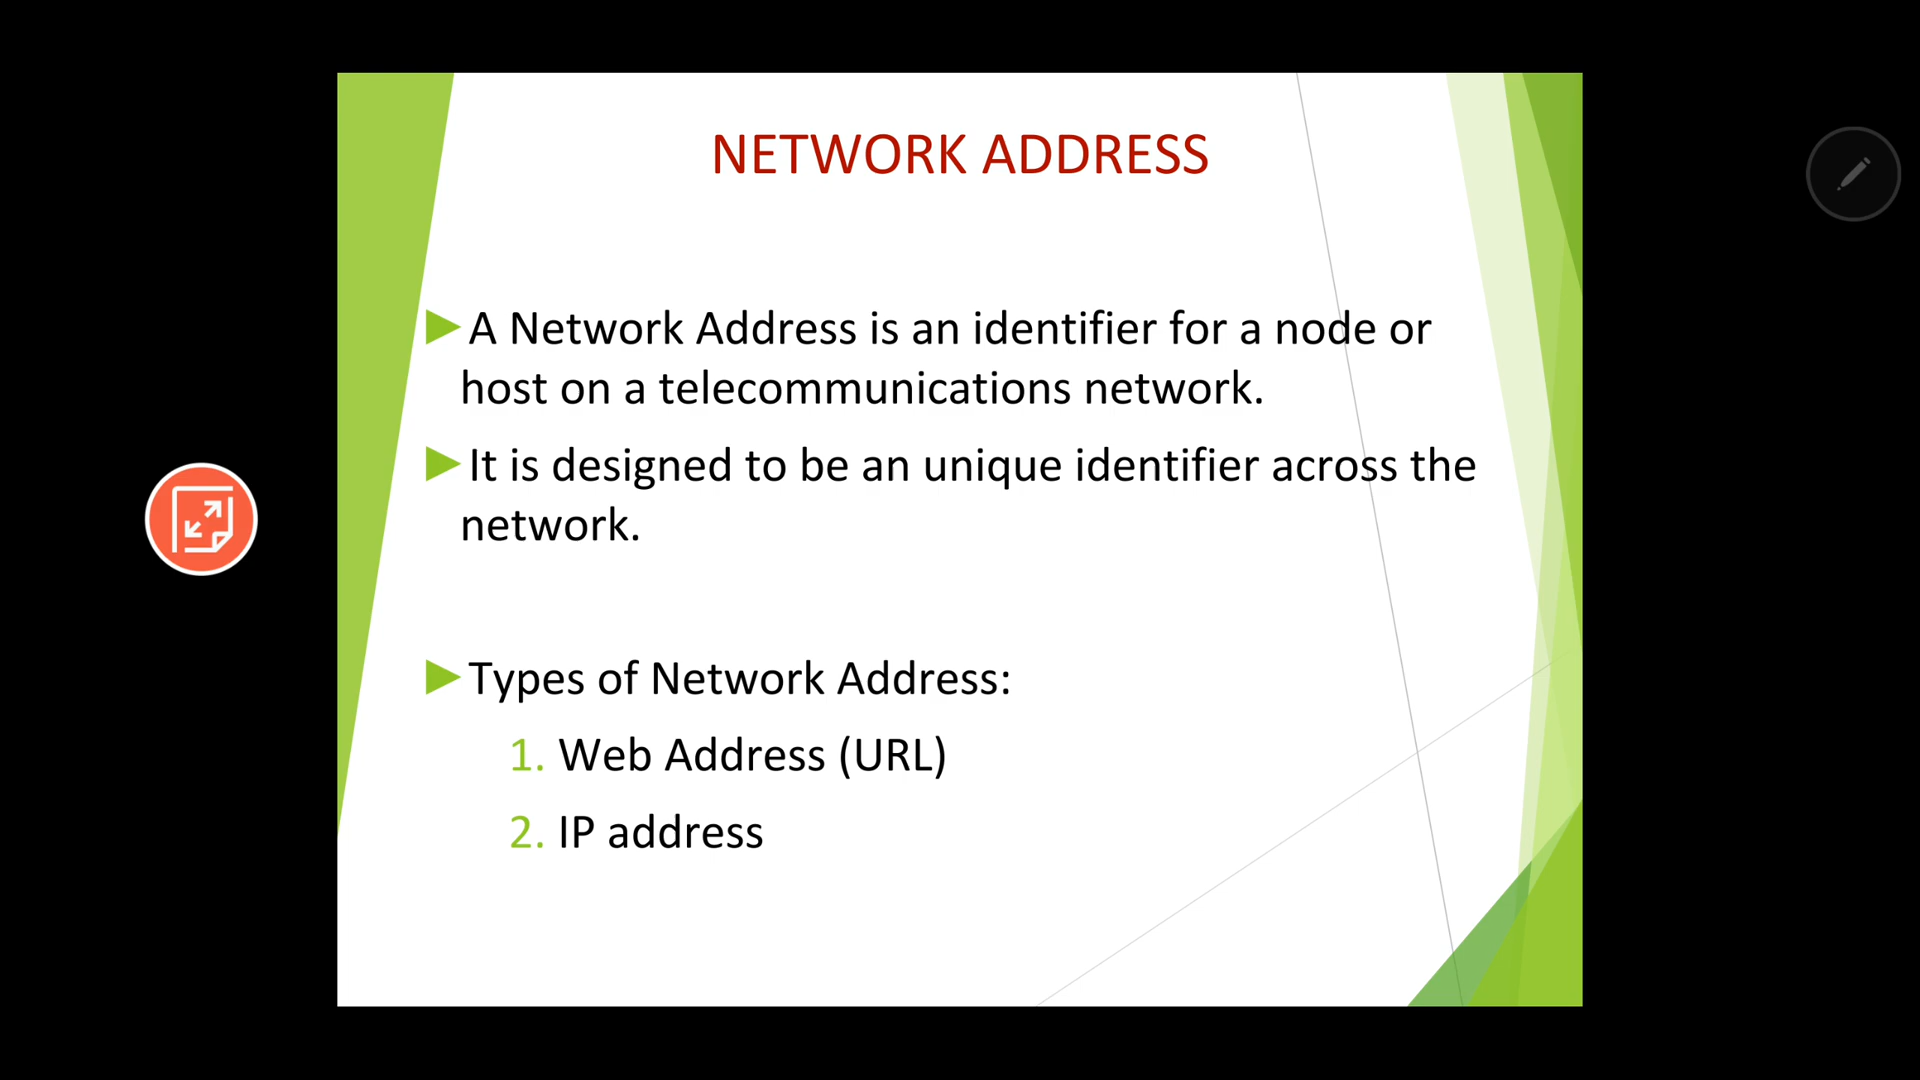 NETWORK ADDRESS
A Network Address is an identifier for a node or
host on a telecommunications network.
It is designed to be an unique identifier across the
network.
Types of Network Address:
1. Web Address (URL)
2. IP address